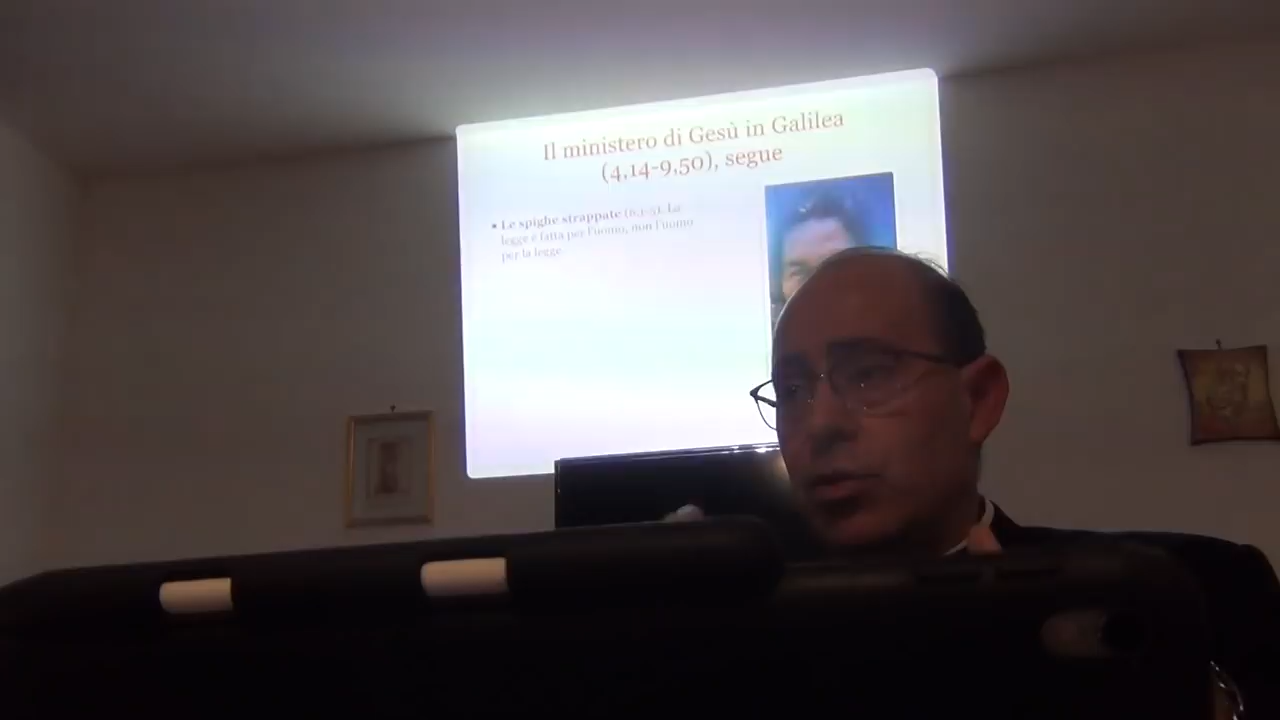 Il ministero di Gesù in Galilea
(4,14-9,50), segue
• Le spighe strappate (6,1-5). La
legge è fatta per l'uomo, non l'uomo
per la legge.